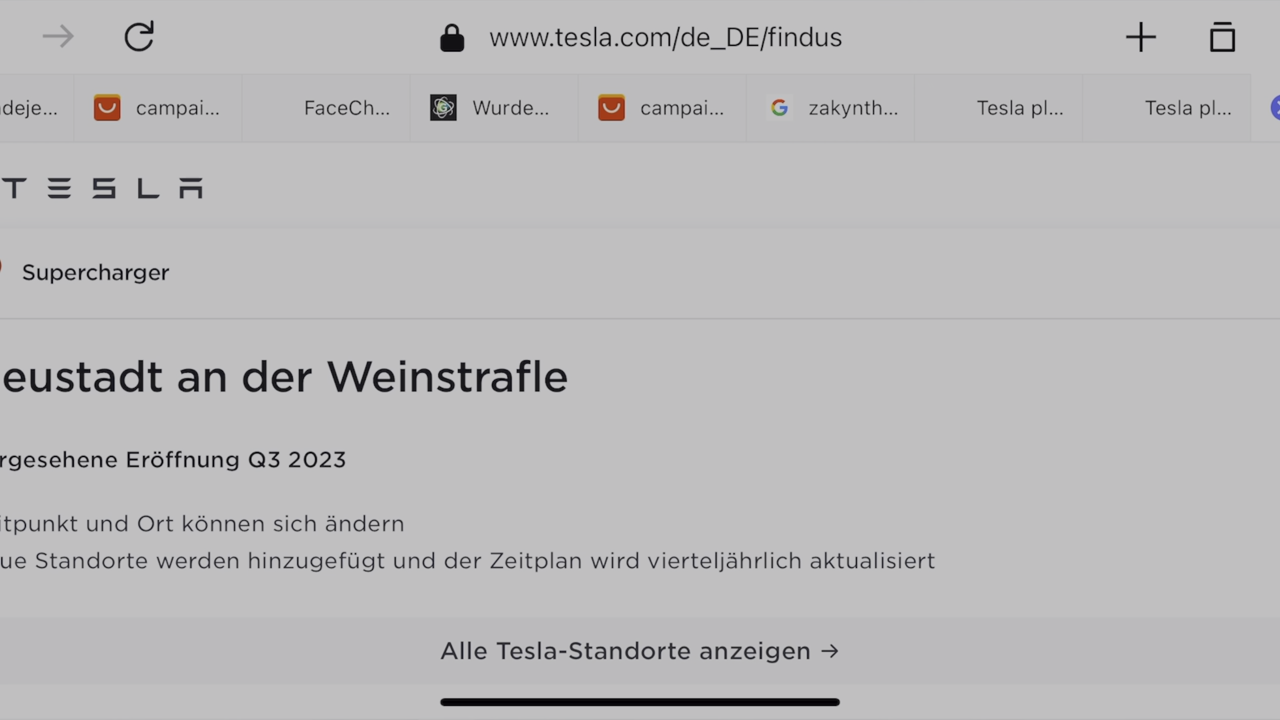 www.tesla.com/de_DE/findus
deje... campai... FaceCh... Wurde... campai... zakynth... Tesla pl... Tesla pl...
TESLA
Supercharger
eustadt an der Weinstrafle
rgesehene Eröffnung Q3 2023
itpunkt und Ort können sich ändern
ue Standorte werden hinzugefügt und der Zeitplan wird vierteljährlich aktualisiert
Alle Tesla-Standorte anzeigen →